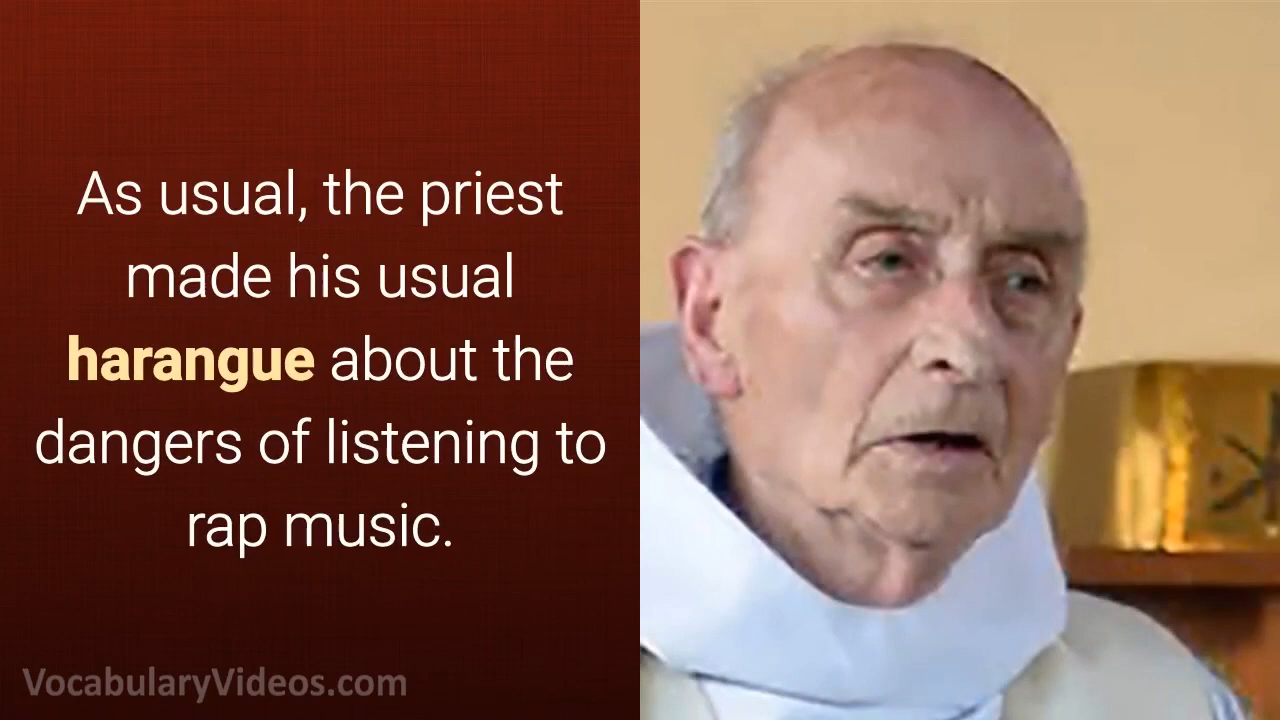 As usual, the priest
made his usual
harangue about the
dangers of listening to
rap music.
VocabularyVideos.com